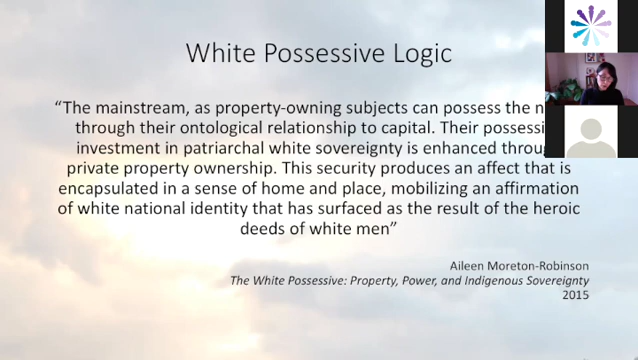 White Possessive Logic
“The mainstream, as property-owning subjects can possess the
through their ontological relationship to capital. Their
investment in patriarchal white sovereignty is enhanced
private property ownership. This security produces an affect that is
encapsulated in a sense of home and place, mobilizing an affirmation
of white national identity that has surfaced as the result of the heroic
deeds of white men”
Aileen Moreton-Robinson
The White Possessive: Property, Power, and Indigenous Sovereignty
2015